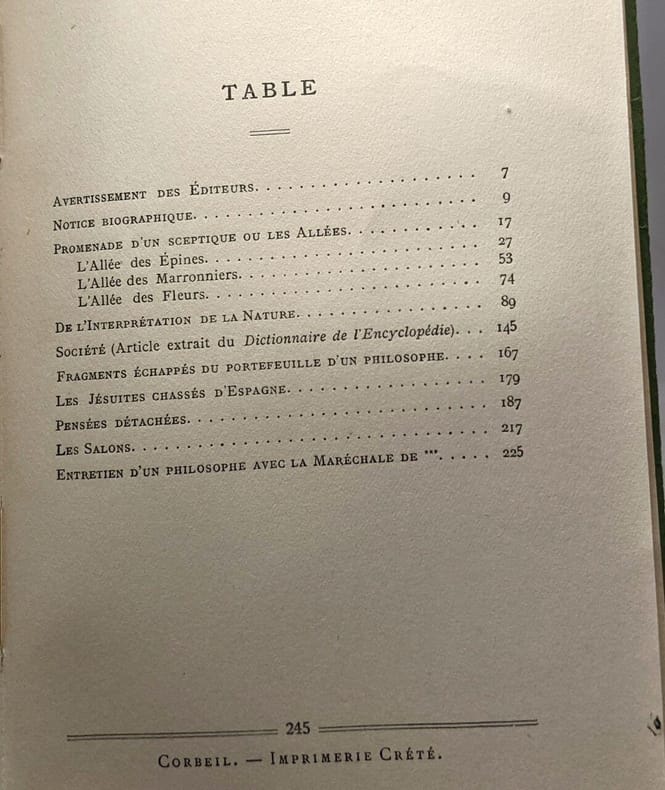 TABLE
AVERTISSEMENT DES ÉDITEURS. . . . . . . . . . . . . . . . . . 7
NOTICE BIOGRAPHIQUE. . . . . . . . . . . . . . . . . . . . . . 9
PROMENADE D'UN SCEPTIQUE OU LES ALLÉES. . . . . . . . . . 17
L'Allée des Épines. . . . . . . . . . . . . . . . . . . . . 27
L'Allée des Marronniers. . . . . . . . . . . . . . . . . . 53
L'Allée des Fleurs. . . . . . . . . . . . . . . . . . . . . 74
DE L'INTERPRÉTATION DE LA NATURE. . . . . . . . . . . . . . 89
SOCIÉTÉ (Article extrait du Dictionnaire de l'Encyclopédie). . . 145
FRAGMENTS ÉCHAPPÉS DU PORTEFEUILLE D'UN PHILOSOPHE. . . . 167
LES JÉSUITES CHASSÉS D'ESPAGNE. . . . . . . . . . . . . . . 179
PENSÉES DÉTACHÉES. . . . . . . . . . . . . . . . . . . . . . 187
LES SALONS. . . . . . . . . . . . . . . . . . . . . . . . . . 217
ENTRETIEN D'UN PHILOSOPHE AVEC LA MARÉCHALE DE ***. . . . . 225
245
CORBEIL. — IMPRIMERIE CRÉTÉ.